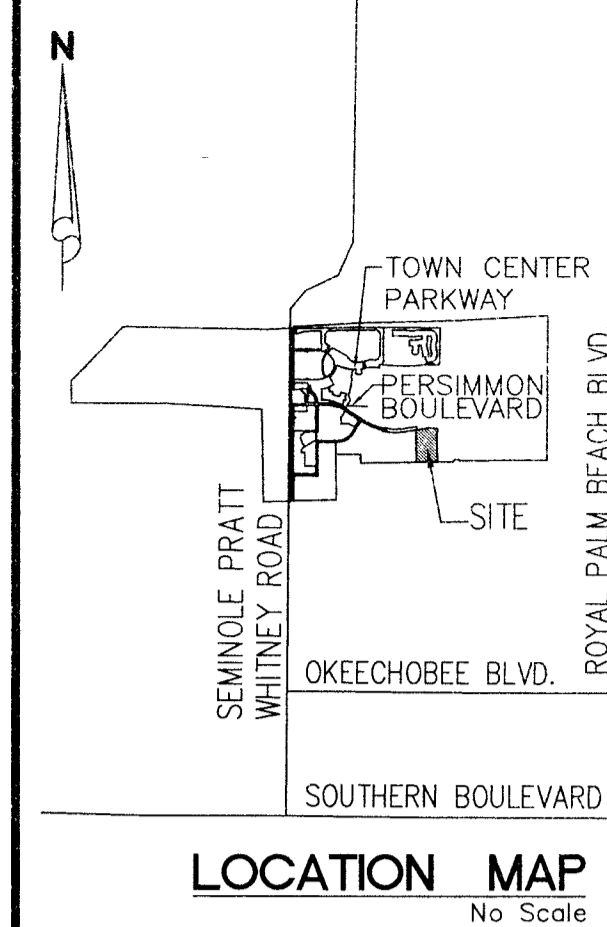 N
TOWN CENTER
PARKWAY
PERSIMMON
BOULEVARD
SITE
SEMINOLE PRATT
WHITNEY ROAD
ROYAL PALM BEACH BLVD
OKEECHOBEE BLVD.
SOUTHERN BOULEVARD
LOCATION MAP
No Scale